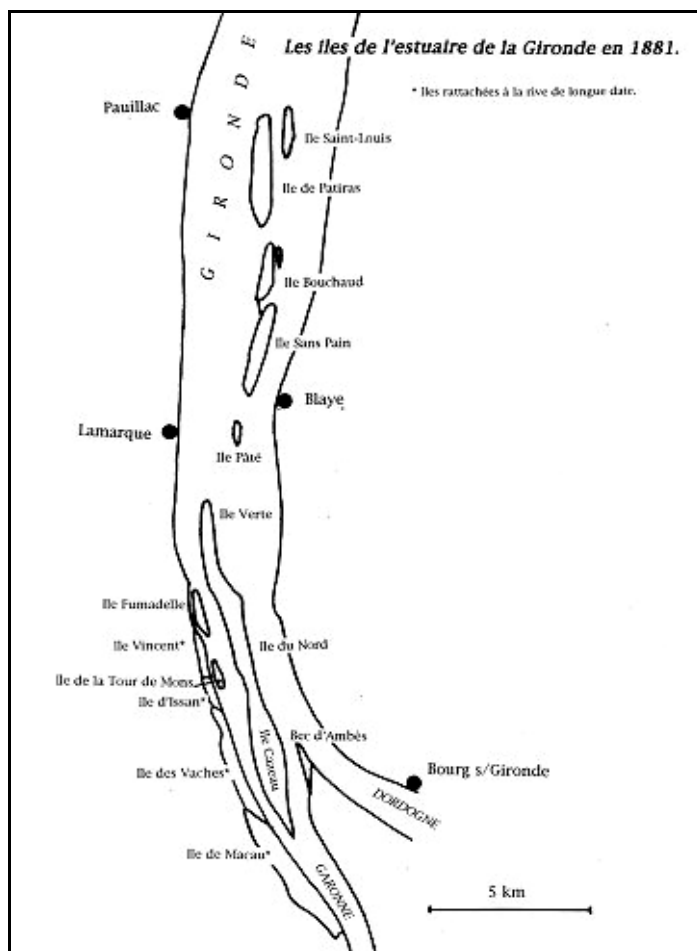 Les iles de l'estuaire de la Gironde en 1881.
* Iles rattachées à la rive de longue date.
GIRONDE
Pauillac
Ile Saint-Louis
Ile de Patiras
Ile Bouchaud
Ile Sans Pain
Blaye
Lamarque
Ile Pâté
Ile Verte
Ile Fumadelle
Ile Vincent*
Ile du Nord
Ile de la Tour de Mons
Ile d'Issan*
Bec d'Ambès
Ile Cazeau
Ile des Vaches*
Bourg s/Gironde
DORDOGNE
Ile de Macau*
GARONNE
5 km